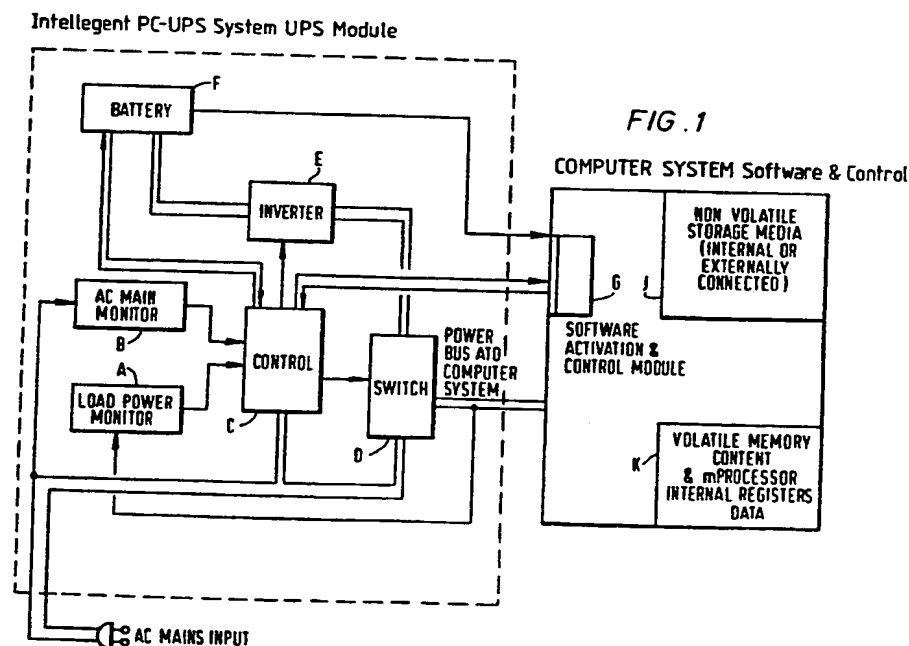 Intellegent PC-UPS System UPS Module
F
BATTERY
FIG.1
COMPUTER SYSTEM Software & Control
E
INVERTER
NON VOLATILE
STORAGE MEDIA
(INTERNAL OR
EXTERNALLY
CONNECTED)
G
J
AC MAIN
MONITOR
B
CONTROL
C
POWER
BUS ATO
COMPUTER
SYSTEM
SOFTWARE
ACTIVATION &
CONTROL MODULE
A
LOAD POWER
MONITOR
SWITCH
D
K
VOLATILE MEMORY
CONTENT
& mPROCESSOR
INTERNAL REGISTERS
DATA
AC MAINS INPUT